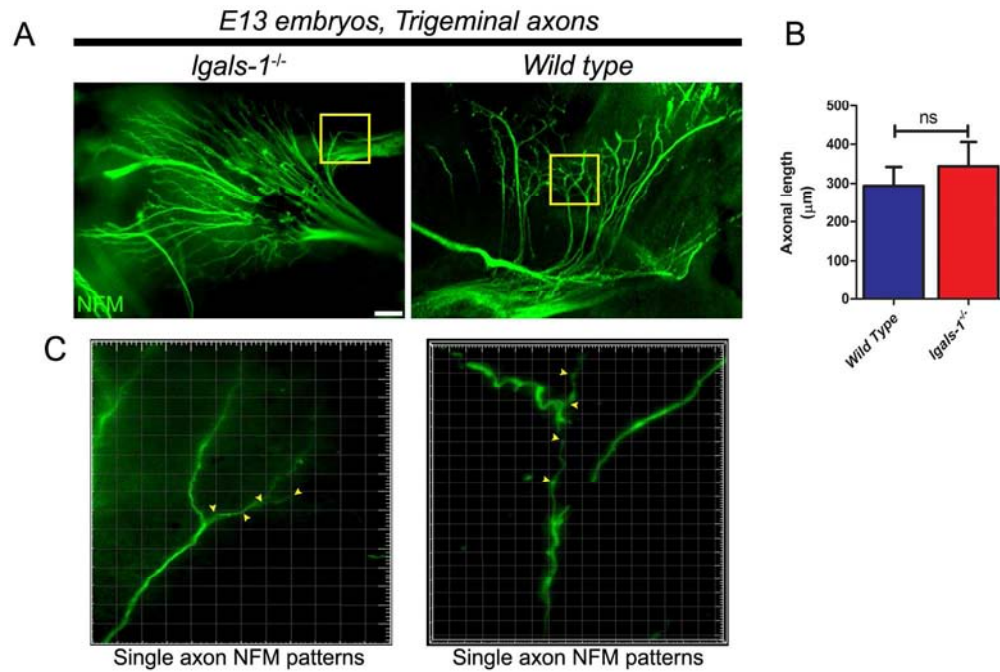 A
E13 embryos, Trigeminal axons
lgals-1-/-
Wild type
NFM
B
500
400
300
200
100
0
Axonal length
(µm)
ns
Wild Type
lgals-1-/-
C
Single axon NFM patterns
Single axon NFM patterns